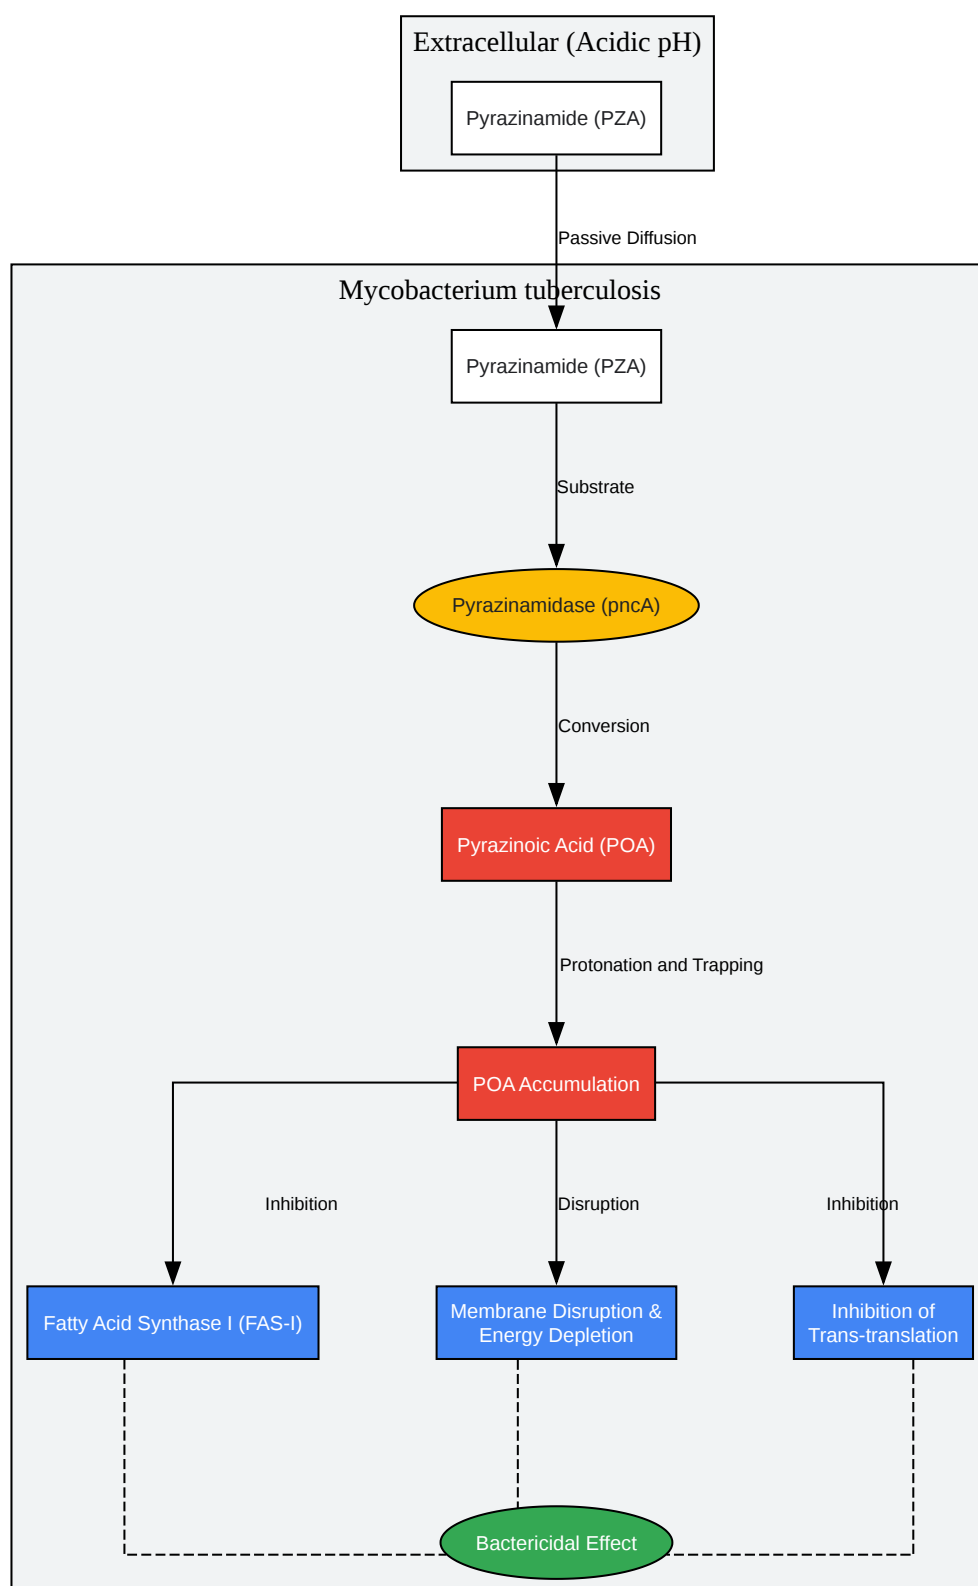 Extracellular (Acidic pH)
Pyrazinamide (PZA)
Passive Diffusion
Mycobacterium tuberculosis
Pyrazinamide (PZA)
Substrate
Pyrazinamidase (pncA)
Conversion
Pyrazinoic Acid (POA)
Protonation and Trapping
POA Accumulation
Inhibition
Disruption
Inhibition
Fatty Acid Synthase I (FAS-I)
Membrane Disruption &
Energy Depletion
Inhibition of
Trans-translation
Bactericidal Effect